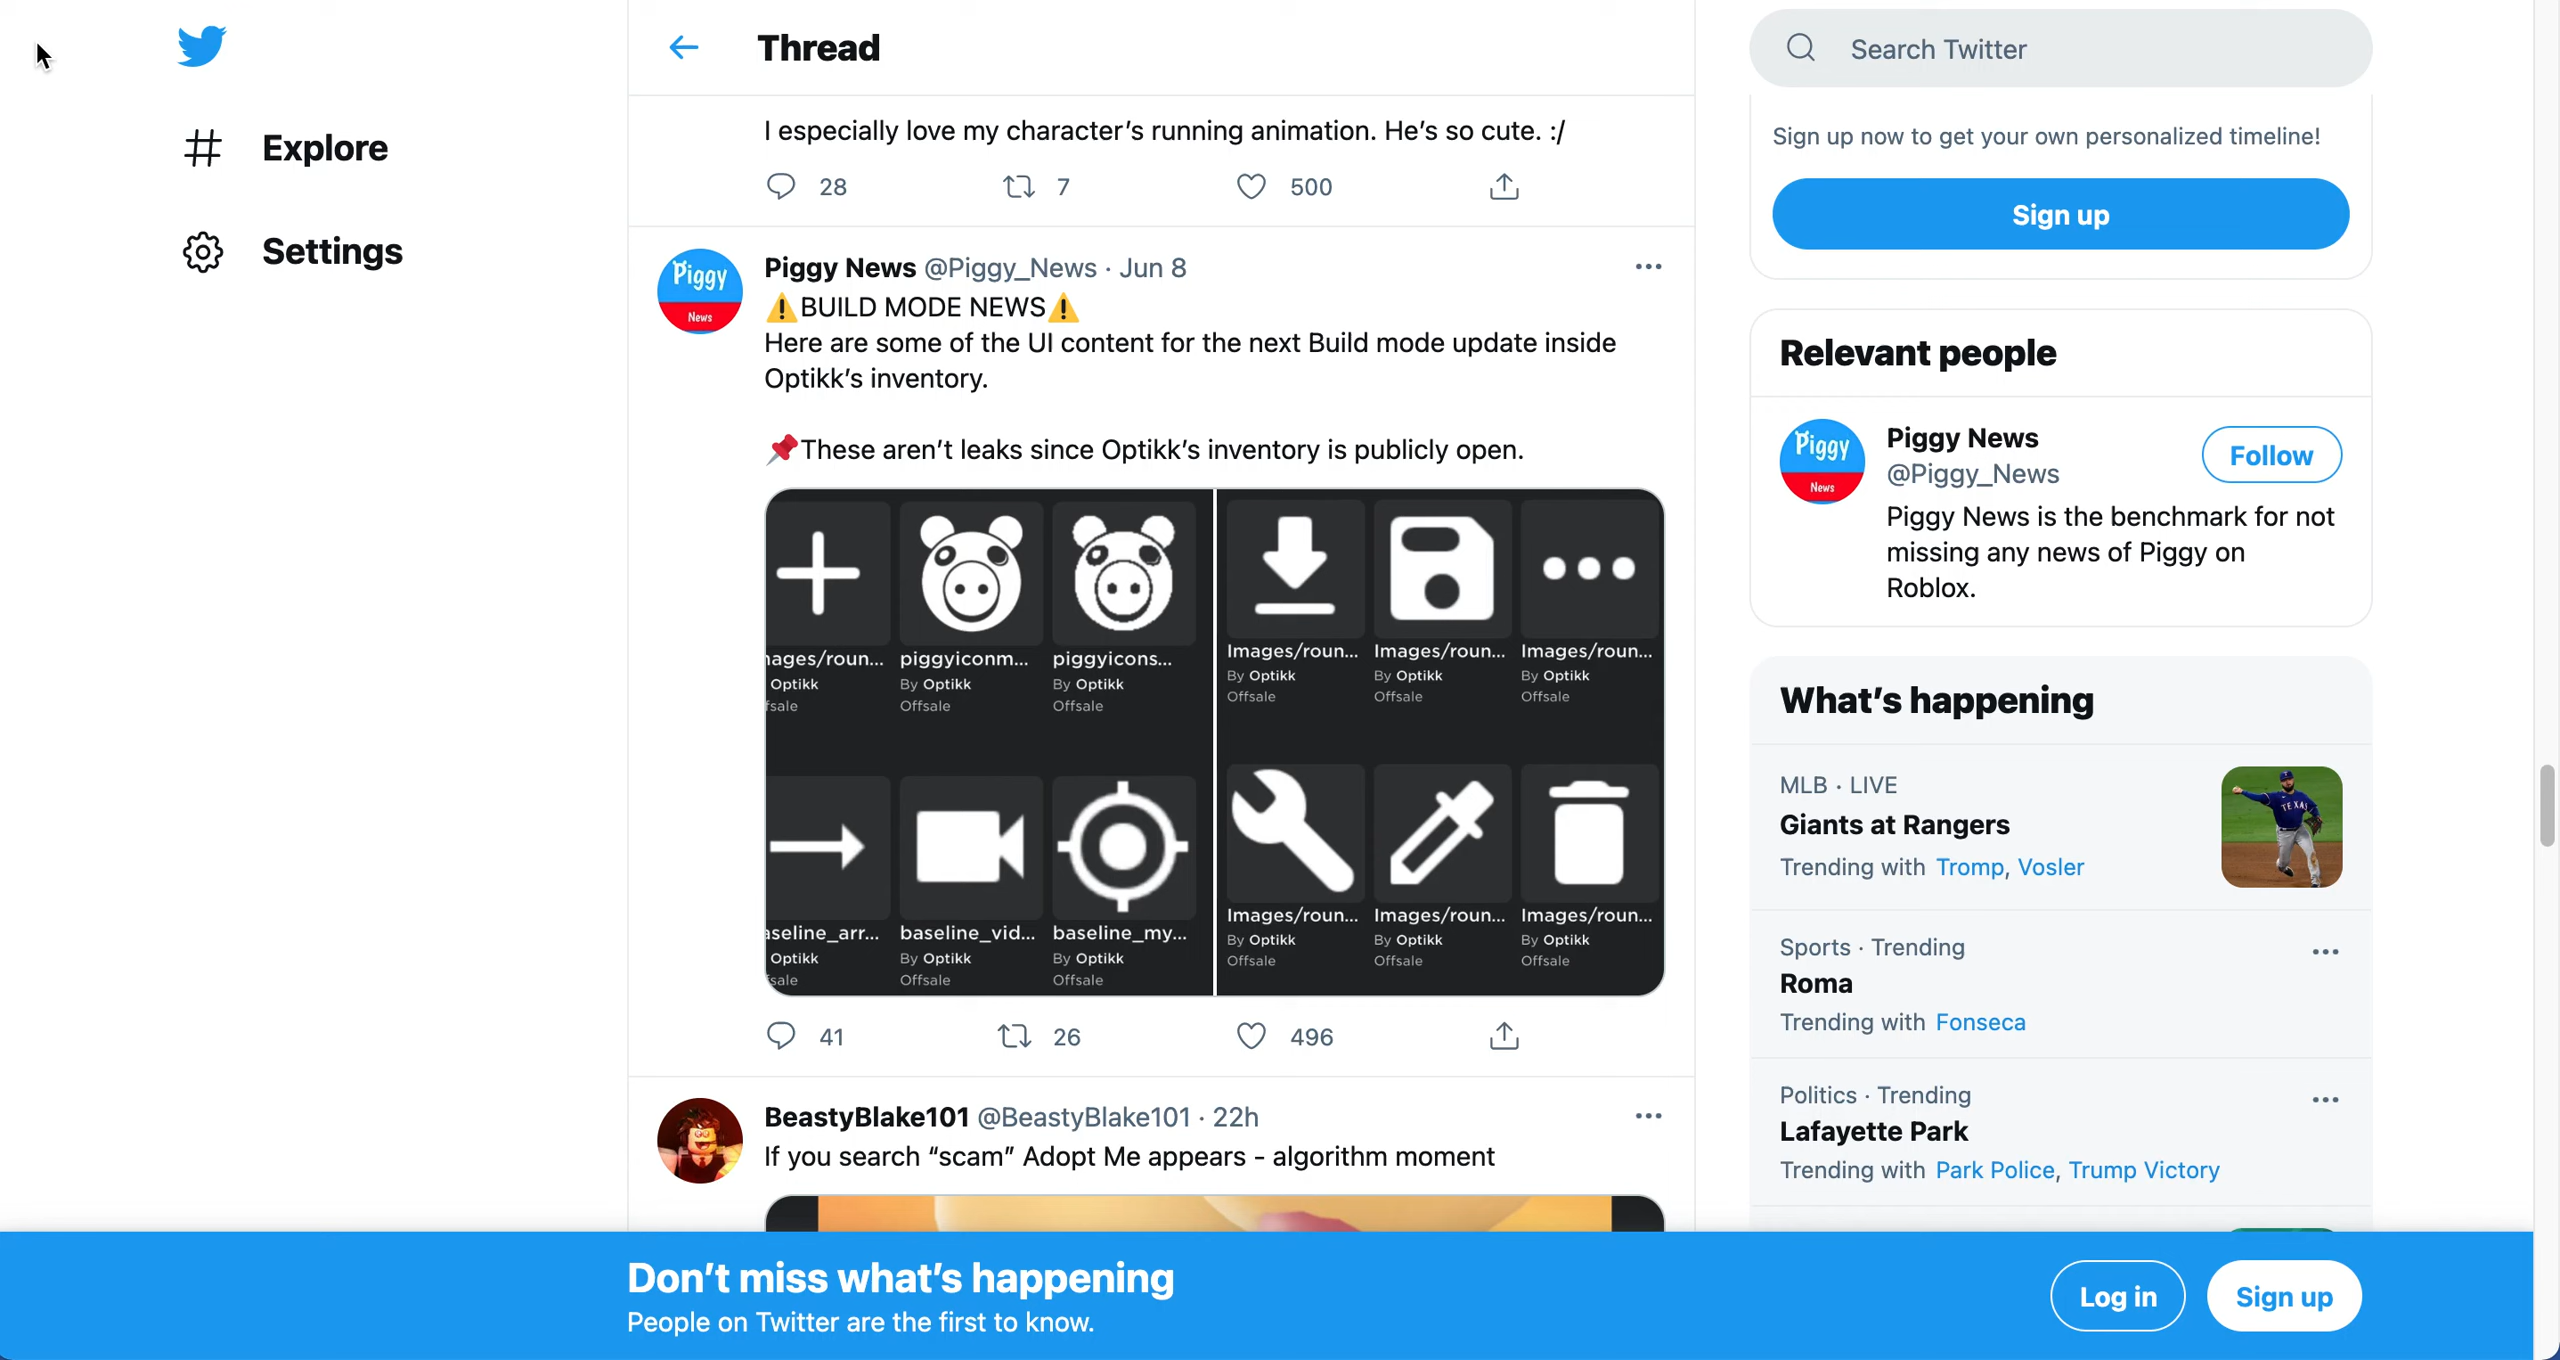 Explore
Settings
Thread
I especially love my character’s running animation. He’s so cute. :/
28 7 500
Piggy News @Piggy_News · Jun 8
⚠️BUILD MODE NEWS⚠️
Here are some of the UI content for the next Build mode update inside
Optikk’s inventory.
📌These aren’t leaks since Optikk’s inventory is publicly open.
Piggy
News
ages/roun... piggyiconm... piggyicons...
Optikk By Optikk By Optikk
fsale Offsale Offsale
aseline_arr... baseline_vid... baseline_my...
Optikk By Optikk By Optikk
fsale Offsale Offsale
Images/roun... Images/roun... Images/roun...
By Optikk By Optikk By Optikk
Offsale Offsale Offsale
Images/roun... Images/roun... Images/roun...
By Optikk By Optikk By Optikk
Offsale Offsale Offsale
41 26 496
BeastyBlake101 @BeastyBlake101 · 22h
If you search “scam” Adopt Me appears - algorithm moment
Search Twitter
Sign up now to get your own personalized timeline!
Sign up
Relevant people
Piggy
News
Piggy News
@Piggy_News
Follow
Piggy News is the benchmark for not
missing any news of Piggy on
Roblox.
What’s happening
MLB · LIVE
Giants at Rangers
Trending with Tromp, Vosler
TEXAS
Sports · Trending
Roma
Trending with Fonseca
Politics · Trending
Lafayette Park
Trending with Park Police, Trump Victory
Don’t miss what’s happening
People on Twitter are the first to know.
Log in
Sign up